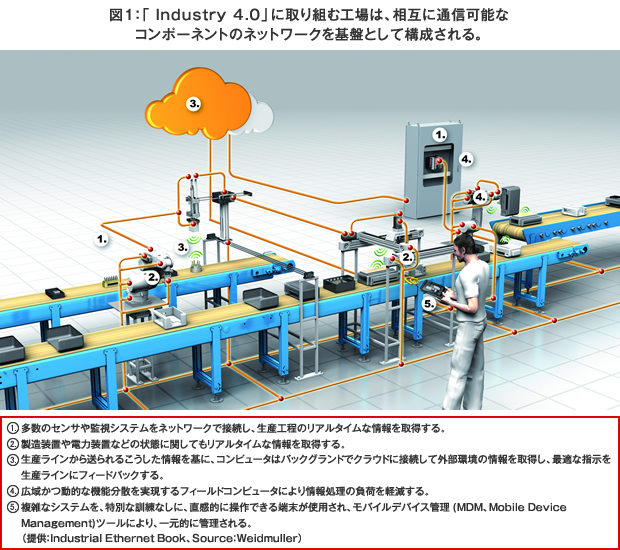 図1:「 Industry 4.0」に取り組む工場は、相互に通信可能な
コンポーネントのネットワークを基盤として構成される。
3.
1.
4.
4.
1.
3.
2.
2.
5.
①. 多数のセンサや監視システムをネットワークで接続し、生産工程のリアルタイムな情報を取得する。
②. 製造装置や電力装置などの状態に関してもリアルタイムな情報を取得する。
③. 生産ラインから送られるこうした情報を基に、コンピュータはバックグランドでクラウドに接続して外部環境の情報を取得し、最適な指示を
生産ラインにフィードバックする。
④. 広域かつ動的な機能分散を実現するフィールドコンピュータにより情報処理の負荷を軽減する。
⑤. 複雑なシステムを、特別な訓練なしに、直感的に操作できる端末が使用され、モバイルデバイス管理 (MDM、Mobile Device
Management)ツールにより、一元的に管理される。
（提供:Industrial Ethernet Book、Source:Weidmuller）